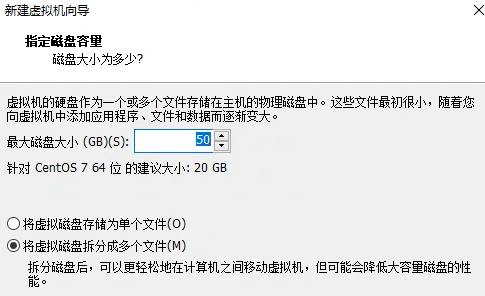 新建虚拟机向导
指定磁盘容量
磁盘大小为多少?
虚拟机的硬盘作为一个或多个文件存储在主机的物理磁盘中。这些文件最初很小，随着您
向虚拟机中添加应用程序、文件和数据而逐渐变大。
最大磁盘大小 (GB)(S): 50
针对 CentOS 7 64 位 的建议大小: 20 GB
将虚拟磁盘存储为单个文件(O)
将虚拟磁盘拆分成多个文件(M)
拆分磁盘后，可以更轻松地在计算机之间移动虚拟机，但可能会降低大容量磁盘的性
能。